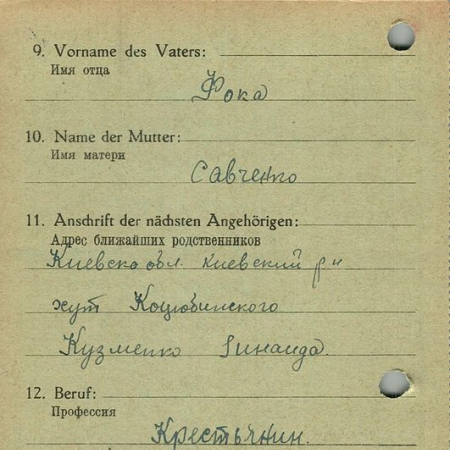 9. Vorname des Vaters:
Имя отца
Фока
10. Name der Mutter:
Имя матери
Савченко
11. Anschrift der nächsten Angehörigen:
Адрес ближайших родственников
Киевска обл. Киевский р"н
хут Коцюбинского
Кузменко Зинаида.
12. Beruf:
Профессия
Крестьянин.